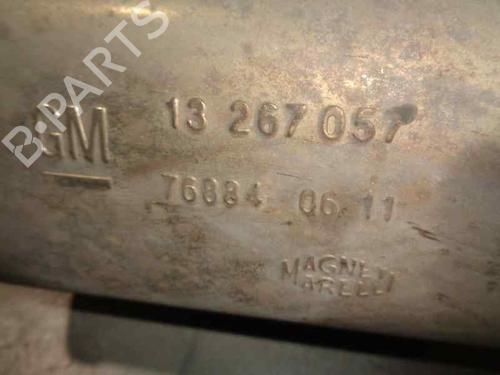 B-PARTS
GM
13 267 057
76884 06 11
MAGNETI
MARELLI